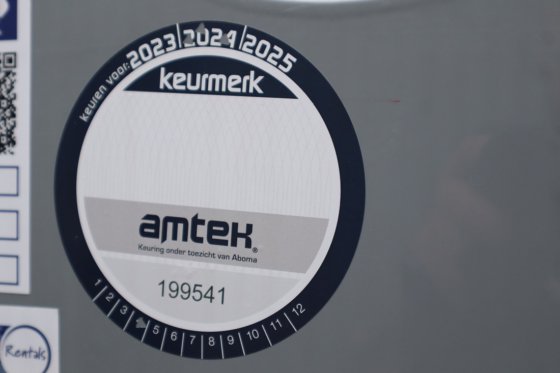 keuren voor: 2023 2024 2025
keurmerk
amtek®
Keuring onder toezicht van Aboma
199541
1 2 3 5 6 7 8 9 10 11 12
Rentals